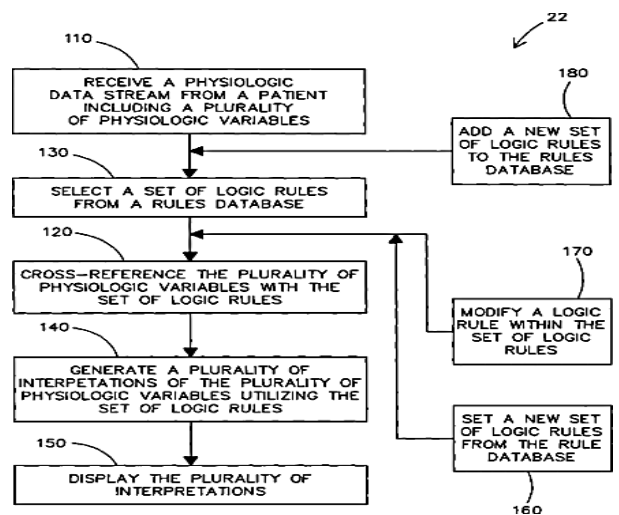 22
110
RECEIVE A PHYSIOLOGIC
DATA STREAM FROM A PATIENT
INCLUDING A PLURALITY
OF PHYSIOLOGIC VARIABLES
180
ADD A NEW SET
OF LOGIC RULES
TO THE RULES
DATABASE
130
SELECT A SET OF LOGIC RULES
FROM A RULES DATABASE
120
CROSS-REFERENCE THE PLURALITY OF
PHYSIOLOGIC VARIABLES WITH THE
SET OF LOGIC RULES
170
MODIFY A LOGIC
RULE WITHIN THE
SET OF LOGIC
RULES
140
GENERATE A PLURALITY OF
INTERPETATIONS OF THE PLURALITY OF
PHYSIOLOGIC VARIABLES UTILIZING THE
SET OF LOGIC RULES
SET A NEW SET
OF LOGIC RULES
FROM THE RULE
DATABASE
160
150
DISPLAY THE PLURALITY OF
INTERPRETATIONS